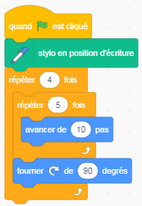 quand est cliqué
stylo en position d'écriture
répéter 4 fois
répéter 5 fois
avancer de 10 pas
tourner de 90 degrés